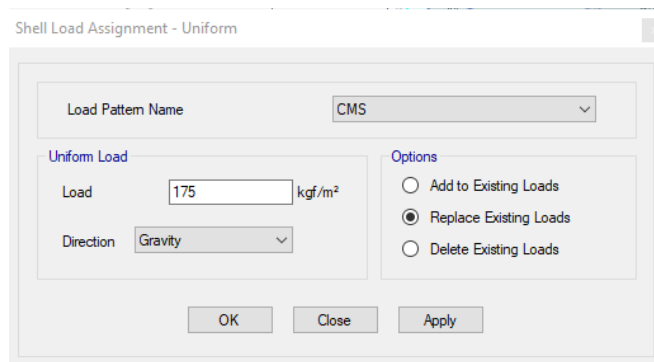 Shell Load Assignment - Uniform
Load Pattern Name
CMS
Uniform Load
Load
175
kgf/m²
Direction
Gravity
Options
Add to Existing Loads
Replace Existing Loads
Delete Existing Loads
OK
Close
Apply